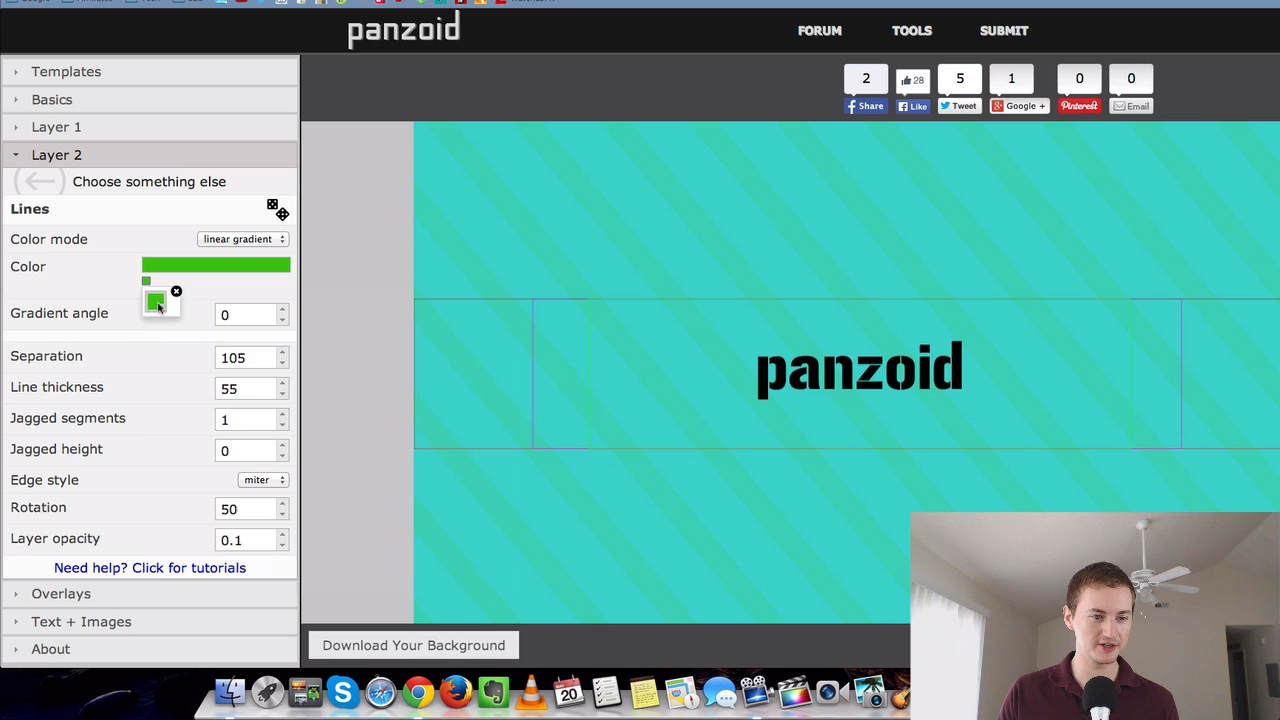 panzoid
FORUM TOOLS SUBMIT
2 28 5 1 0 0
Share Like Tweet Google + Pinterest Email
Templates
Basics
Layer 1
Layer 2
Choose something else
Lines
Color mode linear gradient
Color
Gradient angle 0
Separation 105
Line thickness 55
Jagged segments 1
Jagged height 0
Edge style miter
Rotation 50
Layer opacity 0.1
Need help? Click for tutorials
Overlays
Text + Images
About
panzoid
Download Your Background
20